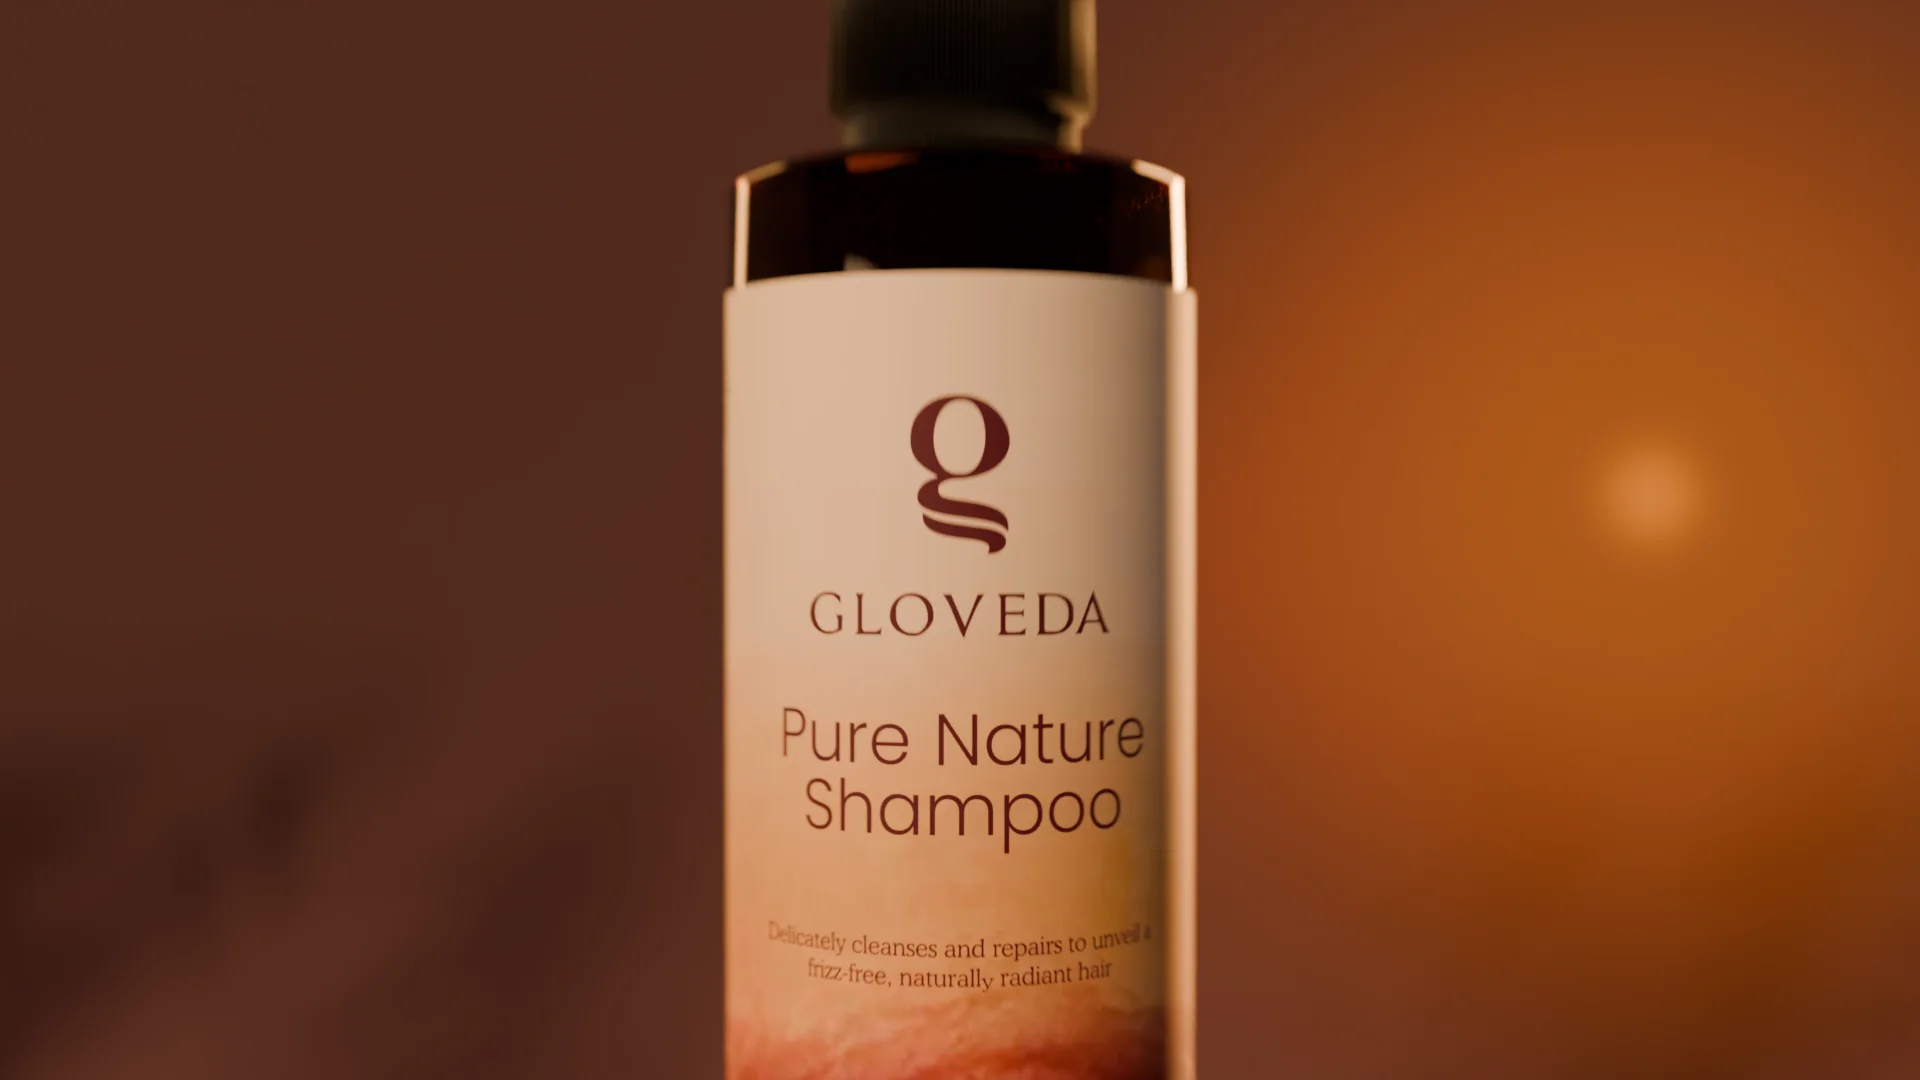 g
GLOVEDA
Pure Nature
Shampoo
Delicately cleanses and repairs to unveil a
frizz-free, naturally radiant hair